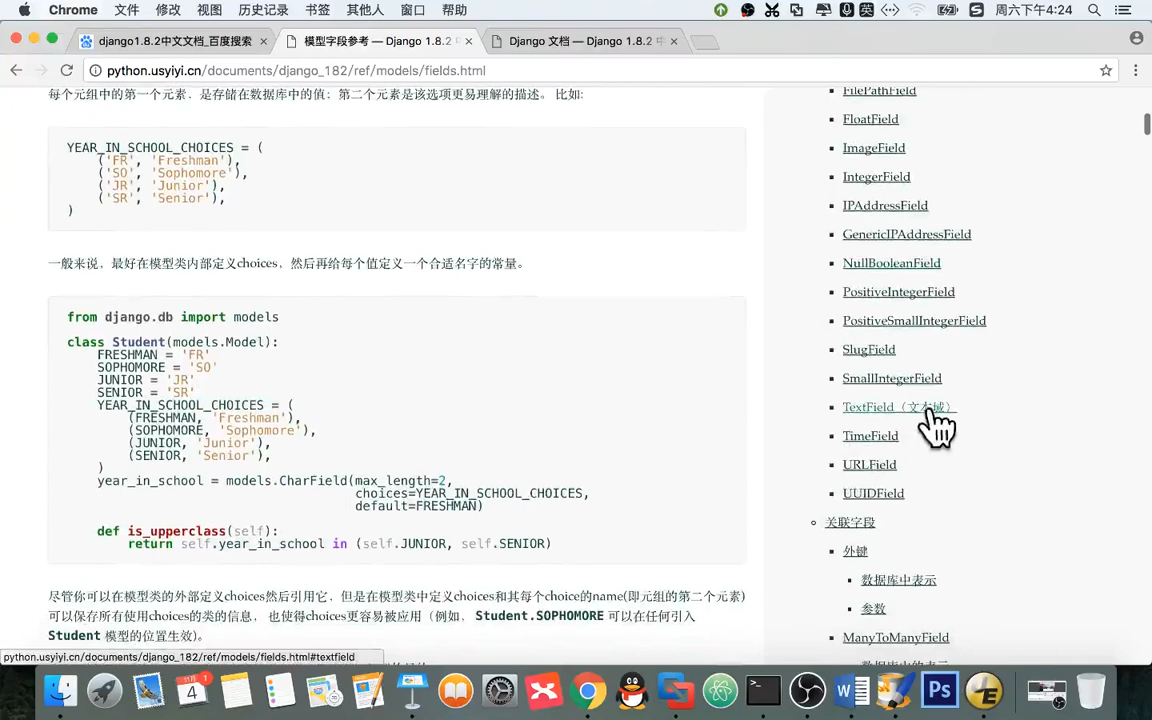 Chrome 文件 修改 视图 历史记录 书签 其他人 窗口 帮助 英 周六下午4:24
django1.8.2中文文档_百度搜索 × 模型字段参考 — Django 1.8.2 中 × Django 文档 — Django 1.8.2 中 ×
python.usyiyi.cn/documents/django_182/ref/models/fields.html
每个元组中的第一个元素，是存储在数据库中的值；第二个元素是该选项更易理解的描述。 比如:
YEAR_IN_SCHOOL_CHOICES = (
('FR', 'Freshman'),
('SO', 'Sophomore'),
('JR', 'Junior'),
('SR', 'Senior'),
)
一般来说，最好在模型类内部定义choices，然后再给每个值定义一个合适名字的常量。
from django.db import models
class Student(models.Model):
FRESHMAN = 'FR'
SOPHOMORE = 'SO'
JUNIOR = 'JR'
SENIOR = 'SR'
YEAR_IN_SCHOOL_CHOICES = (
(FRESHMAN, 'Freshman'),
(SOPHOMORE, 'Sophomore'),
(JUNIOR, 'Junior'),
(SENIOR, 'Senior'),
)
year_in_school = models.CharField(max_length=2,
choices=YEAR_IN_SCHOOL_CHOICES,
default=FRESHMAN)
def is_upperclass(self):
return self.year_in_school in (self.JUNIOR, self.SENIOR)
尽管你可以在模型类的外部定义choices然后引用它，但是在模型类中定义choices和其每个choice的name(即元组的第二个元素)
可以保存所有使用choices的类的信息， 也使得choices更容易被应用（例如， Student.SOPHOMORE 可以在任何引入
Student 模型的位置生效)。
FilePathField
FloatField
ImageField
IntegerField
IPAddressField
GenericIPAddressField
NullBooleanField
PositiveIntegerField
PositiveSmallIntegerField
SlugField
SmallIntegerField
TextField（文本域）
TimeField
URLField
UUIDField
关联字段
外键
数据库中表示
参数
ManyToManyField
python.usyiyi.cn/documents/django_182/ref/models/fields.html#textfield
4
W
Ps